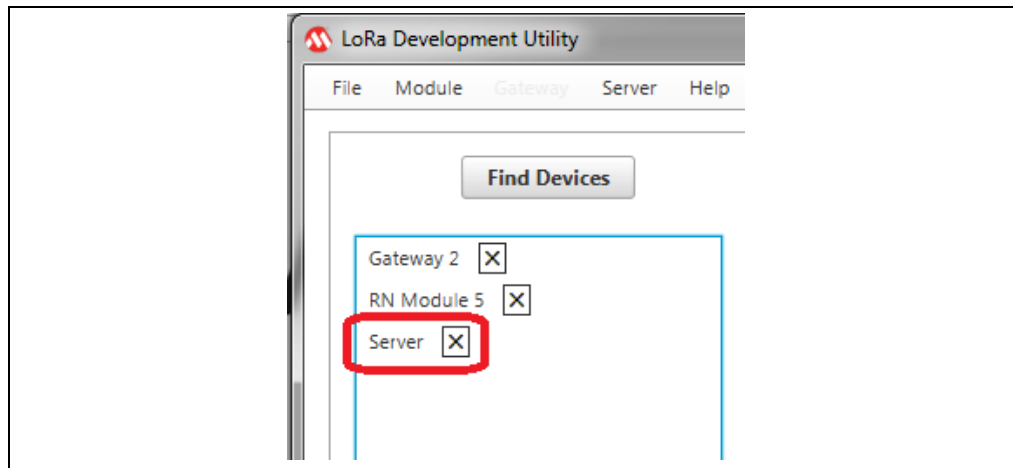 LoRa Development Utility
File Module Gateway Server Help
Find Devices
Gateway 2
RN Module 5
Server